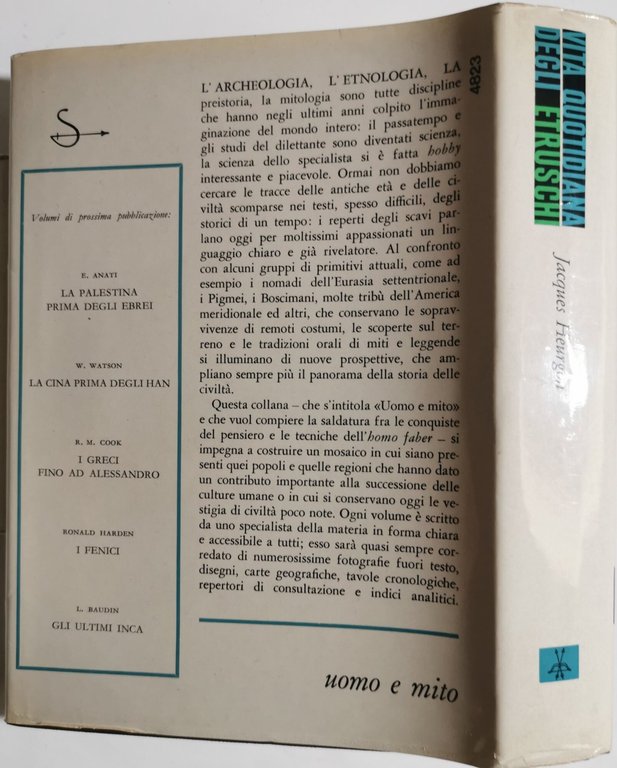 Volumi di prossima pubblicazione:
E. ANATI
LA PALESTINA
PRIMA DEGLI EBREI
W. WATSON
LA CINA PRIMA DEGLI HAN
R. M. COOK
I GRECI
FINO AD ALESSANDRO
RONALD HARDEN
I FENICI
L. BAUDIN
GLI ULTIMI INCA
L'ARCHEOLOGIA, L'ETNOLOGIA, LA
preistoria, la mitologia sono tutte discipline
che hanno negli ultimi anni colpito l'imma-
ginazione del mondo intero: il passatempo e
gli studi del dilettante sono diventati scienza,
la scienza dello specialista si è fatta hobby
interessante e piacevole. Ormai non dobbiamo
cercare le tracce delle antiche età e delle ci-
viltà scomparse nei testi, spesso difficili, degli
storici di un tempo: i reperti degli scavi par-
lano oggi per moltissimi appassionati un lin-
guaggio chiaro e già rivelatore. Al confronto
con alcuni gruppi di primitivi attuali, come ad
esempio i nomadi dell'Eurasia settentrionale,
i Pigmei, i Boscimani, molte tribù dell'America
meridionale ed altri, che conservano le soprav-
vivenze di remoti costumi, le scoperte sul ter-
reno e le tradizioni orali di miti e leggende
si illuminano di nuove prospettive, che am-
pliano sempre più il panorama della storia delle
civiltà.
Questa collana – che s'intitola «Uomo e mito»
e che vuol compiere la saldatura fra le conquiste
del pensiero e le tecniche dell'homo faber – si
impegna a costruire un mosaico in cui siano pre-
senti quei popoli e quelle regioni che hanno dato
un contributo importante alla successione delle
culture umane o in cui si conservano oggi le ve-
stigia di civiltà poco note. Ogni volume è scritto
da uno specialista della materia in forma chiara
e accessibile a tutti; esso sarà quasi sempre cor-
redato di numerosissime fotografie fuori testo,
disegni, carte geografiche, tavole cronologiche,
repertori di consultazione e indici analitici.
uomo e mito
4823
VITA QUOTIDIANA
DEGLI ETRUSCHI
Jacques Heurgon